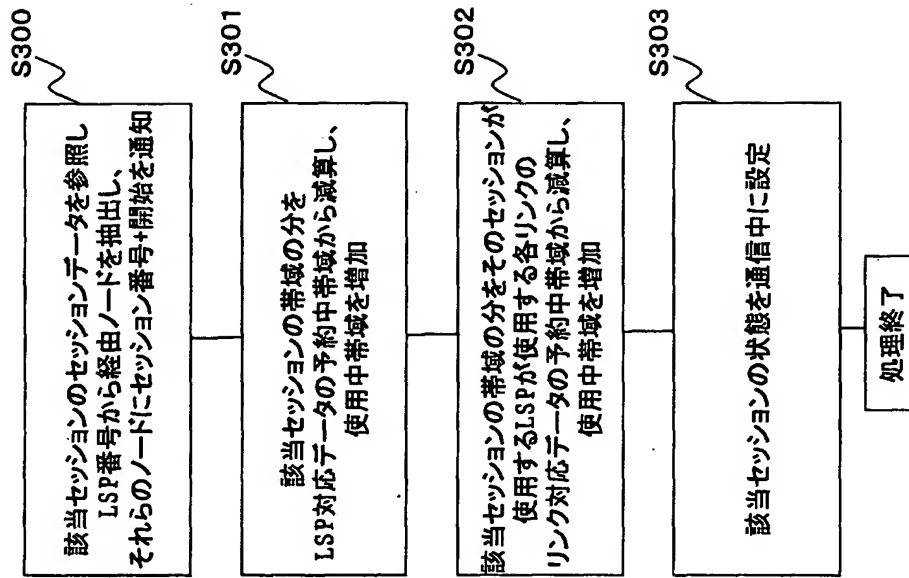 S300
該当セッションのセッションデータを参照し
LSP番号から経由ノードを抽出し、
それらのノードにセッション番号+開始を通知
S301
該当セッションの帯域の分を
LSP対応データの予約中帯域から減算し、
使用中帯域を増加
S302
該当セッションの帯域の分をそのセッションが
使用するLSPが使用する各リンクの
リンク対応データの予約中帯域から減算し、
使用中帯域を増加
S303
該当セッションの状態を通信中に設定
処理終了